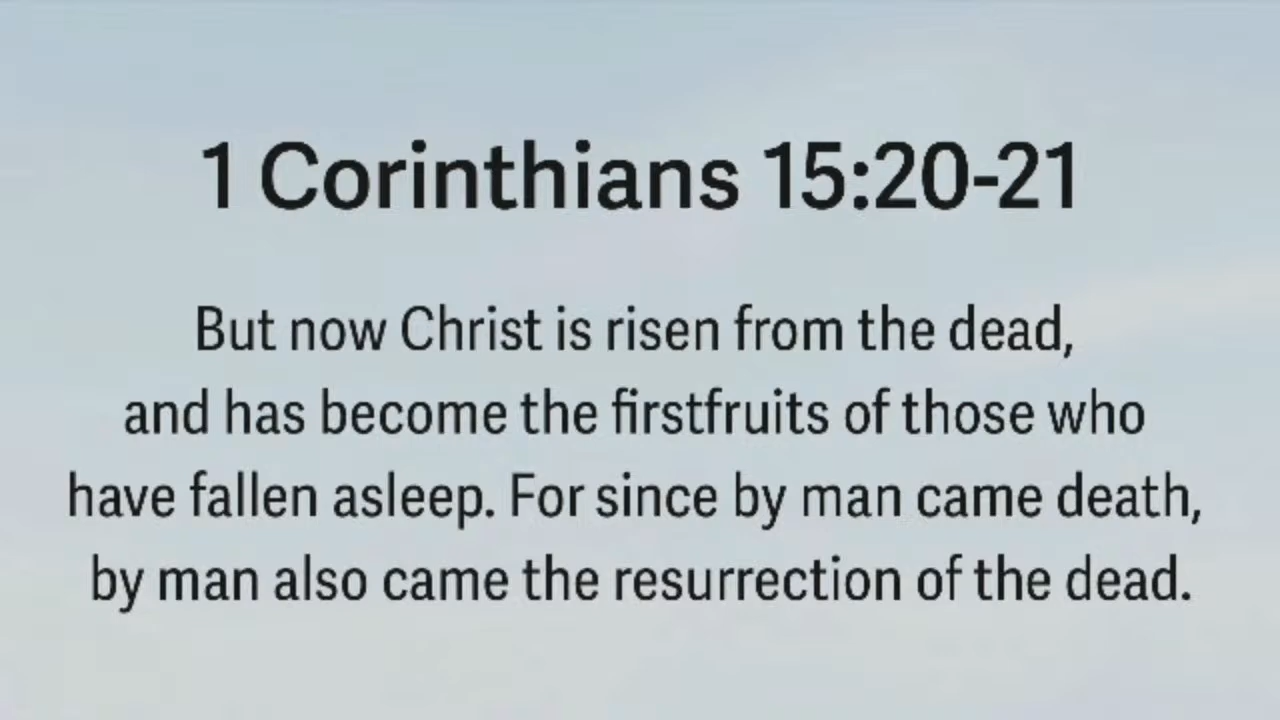 1 Corinthians 15:20-21
But now Christ is risen from the dead,
and has become the firstfruits of those who
have fallen asleep. For since by man came death,
by man also came the resurrection of the dead.